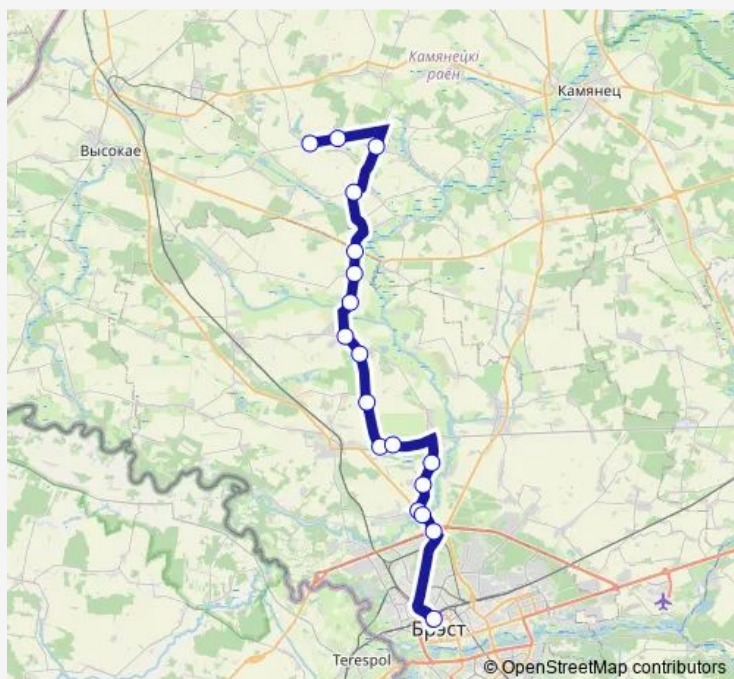 Камянецкі
раён
Камянец
Высокае
Брэст
Terespol
© OpenStreetMap contributors